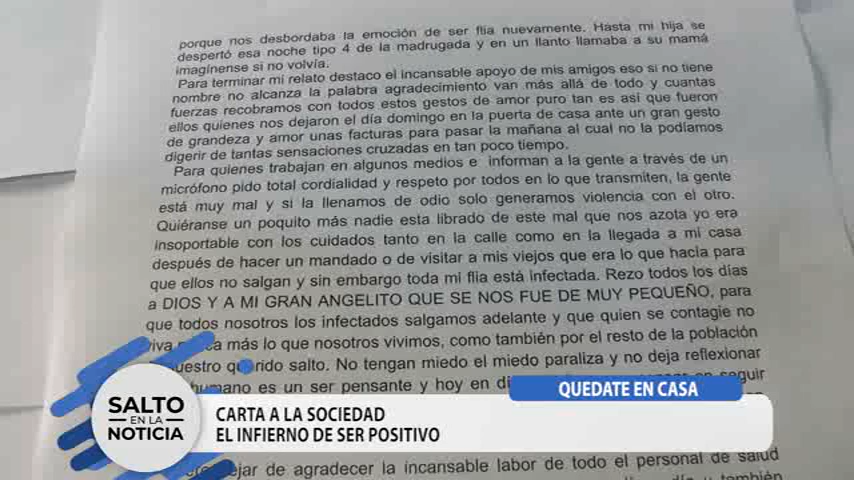 porque nos desbordaba la emoción de ser flia nuevamente. Hasta mi hija se
despertó esa noche tipo 4 de la madrugada y en un llanto llamaba a su mamá
imagínense si no volvía.
Para terminar mi relato destaco el incansable apoyo de mis amigos eso si no tiene
nombre no alcanza la palabra agradecimiento van más allá de todo y cuantas
fuerzas recobramos con todos estos gestos de amor puro tan es así que fueron
ellos quienes nos dejaron el día domingo en la puerta de casa ante un gran gesto
de grandeza y amor unas facturas para pasar la mañana al cual no la podíamos
digerir de tantas sensaciones cruzadas en tan poco tiempo.
Para quienes trabajan en algunos medios e informan a la gente a través de un
micrófono pido total cordialidad y respeto por todos en lo que transmiten, la gente
está muy mal y si la llenamos de odio solo generamos violencia con el otro.
Quiéranse un poquito más nadie esta librado de este mal que nos azota yo era
insoportable con los cuidados tanto en la calle como en la llegada a mi casa
después de hacer un mandado o de visitar a mis viejos que era lo que hacía para
que ellos no salgan y sin embargo toda mi flia está infectada. Rezo todos los días
a DIOS Y A MI GRAN ANGELITO QUE SE NOS FUE DE MUY PEQUEÑO, para
que todos nosotros los infectados salgamos adelante y que quien se contagie no
viva más lo que nosotros vivimos, como también por el resto de la población
uestro querido salto. No tengan miedo el miedo paraliza y no deja reflexionar
humano es un ser pensante y hoy en seguir
QUEDATE EN CASA
SALTO
EN LA
NOTICIA
CARTA A LA SOCIEDAD
EL INFIERNO DE SER POSITIVO
ejar de agradecer la incansable labor de todo el personal de salud
también